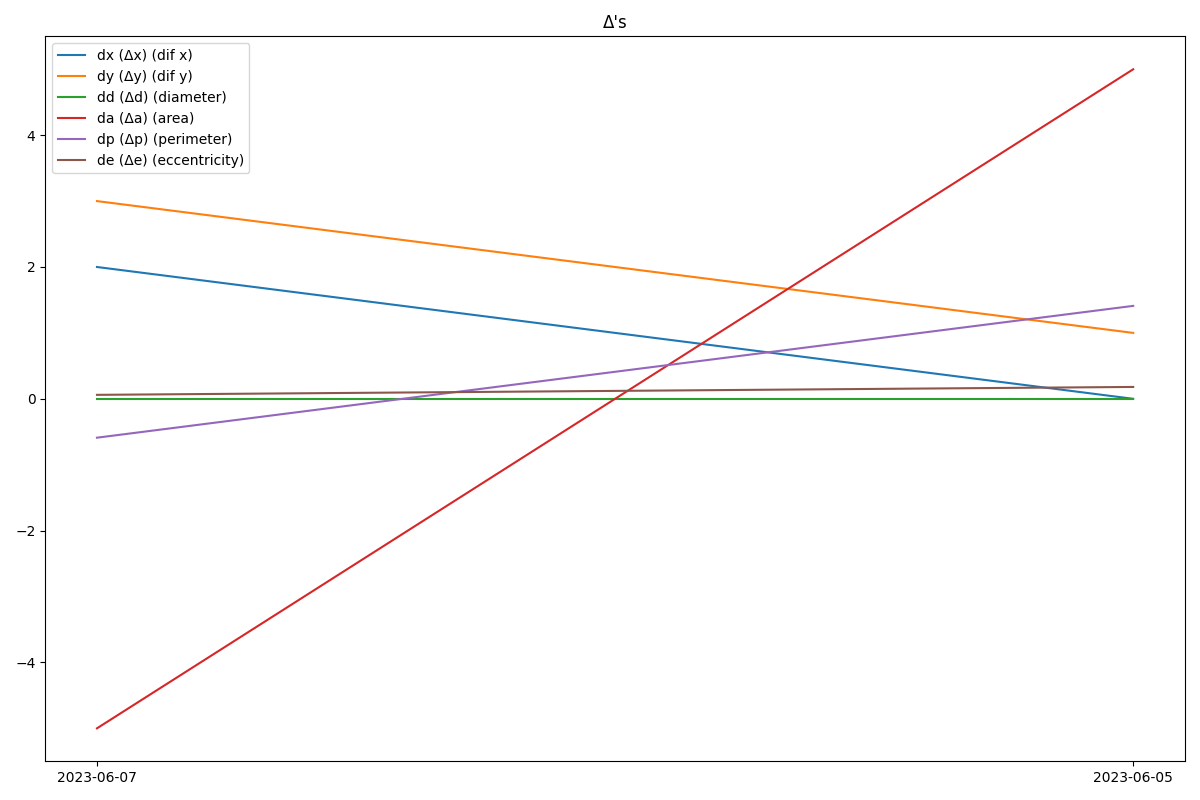 Δ's
dx (Δx) (dif x)
dy (Δy) (dif y)
dd (Δd) (diameter)
da (Δa) (area)
dp (Δp) (perimeter)
de (Δe) (eccentricity)
4
2
0
−2
−4
2023-06-07 2023-06-05